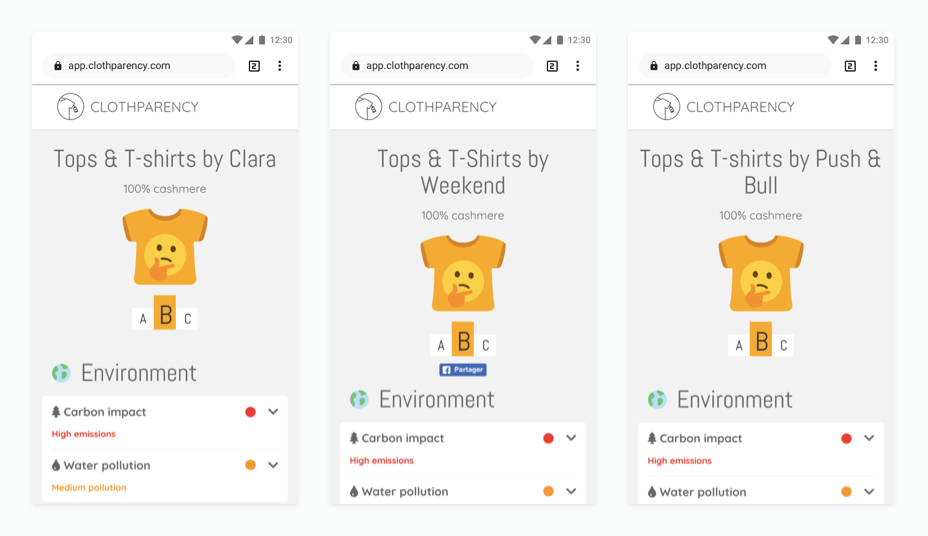 12:30
app.clothparency.com
2
CLOTHPARENCY
Tops & T-shirts by Clara
100% cashmere
A B C
Environment
Carbon impact
High emissions
Water pollution
Medium pollution
12:30
app.clothparency.com
2
CLOTHPARENCY
Tops & T-Shirts by
Weekend
100% cashmere
A B C
Partager
Environment
Carbon impact
High emissions
Water pollution
12:30
app.clothparency.com
2
CLOTHPARENCY
Tops & T-shirts by Push &
Bull
100% cashmere
A B C
Environment
Carbon impact
High emissions
Water pollution